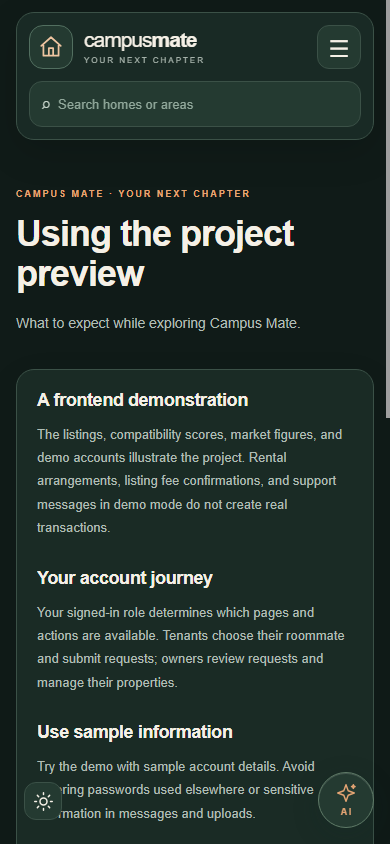 campusmate
YOUR NEXT CHAPTER
Search homes or areas
CAMPUS MATE · YOUR NEXT CHAPTER
Using the project
preview
What to expect while exploring Campus Mate.
A frontend demonstration
The listings, compatibility scores, market figures, and
demo accounts illustrate the project. Rental
arrangements, listing fee confirmations, and support
messages in demo mode do not create real
transactions.
Your account journey
Your signed-in role determines which pages and
actions are available. Tenants choose their roommate
and submit requests; owners review requests and
manage their properties.
Use sample information
Try the demo with sample account details. Avoid
passwords used elsewhere or sensitive
in messages and uploads.
AI